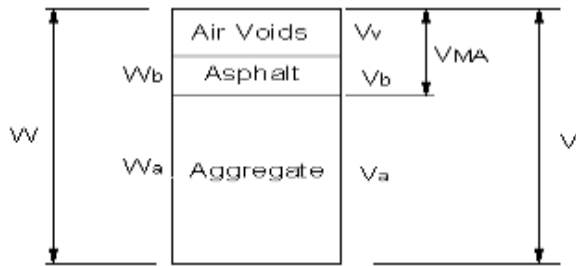 Air Voids Vv
VMA
Wb Asphalt Vb
W V
Wa Aggregate Va